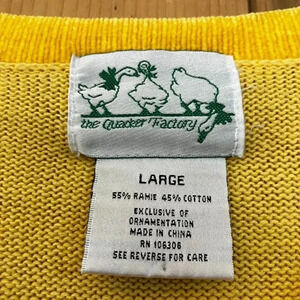 the Quacker Factory
LARGE
55% RAMIE 45% COTTON
EXCLUSIVE OF
ORNAMENTATION
MADE IN CHINA
RN 106306
SEE REVERSE FOR CARE